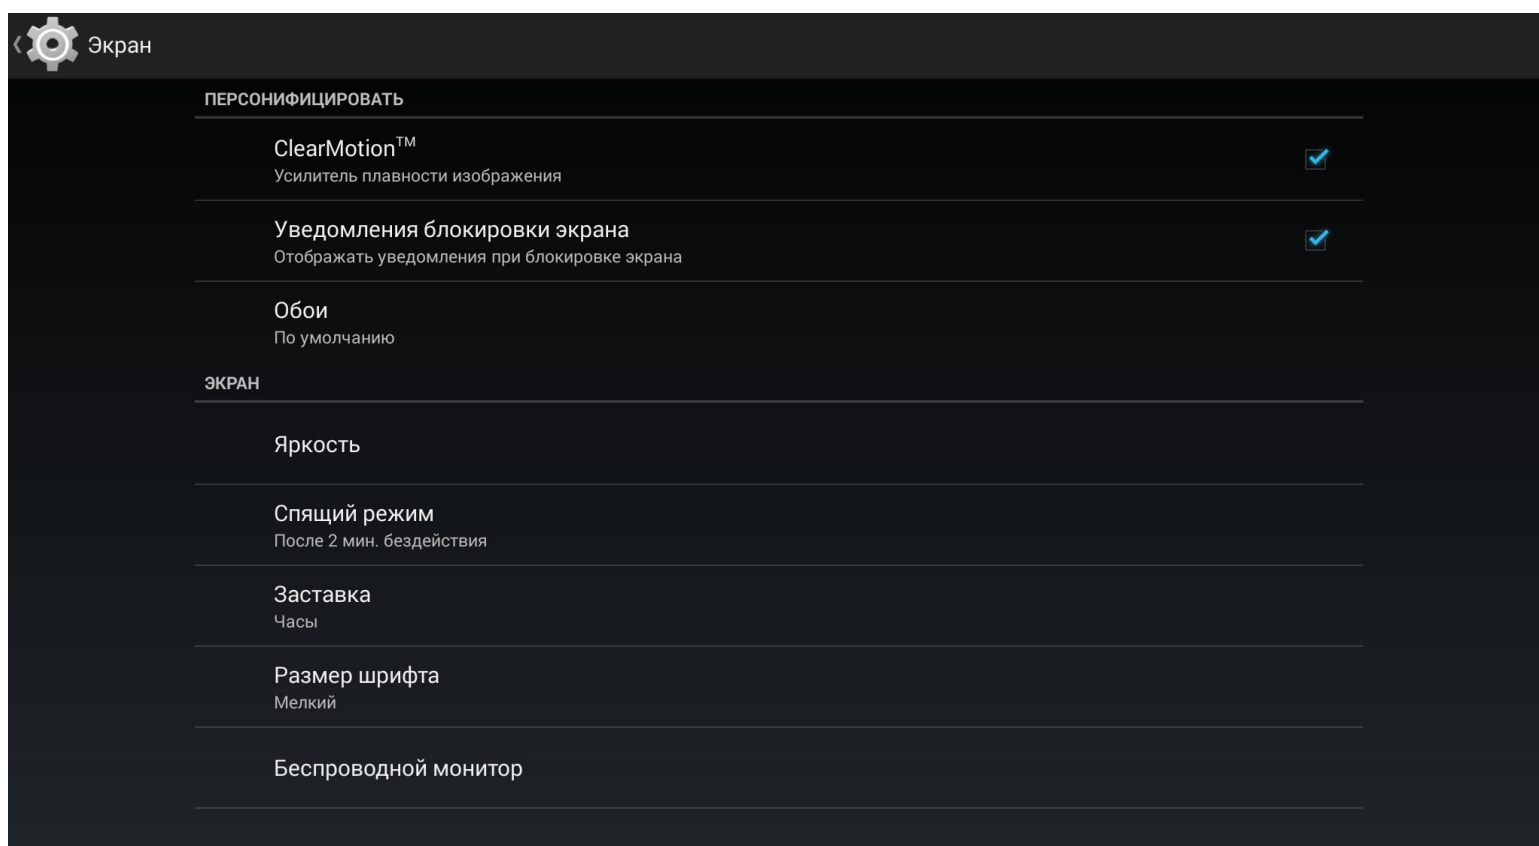 Экран
ПЕРСОНИФИЦИРОВАТЬ
ClearMotion™
Усилитель плавности изображения
Уведомления блокировки экрана
Отображать уведомления при блокировке экрана
Обои
По умолчанию
ЭКРАН
Яркость
Спящий режим
После 2 мин. бездействия
Заставка
Часы
Размер шрифта
Мелкий
Беспроводной монитор